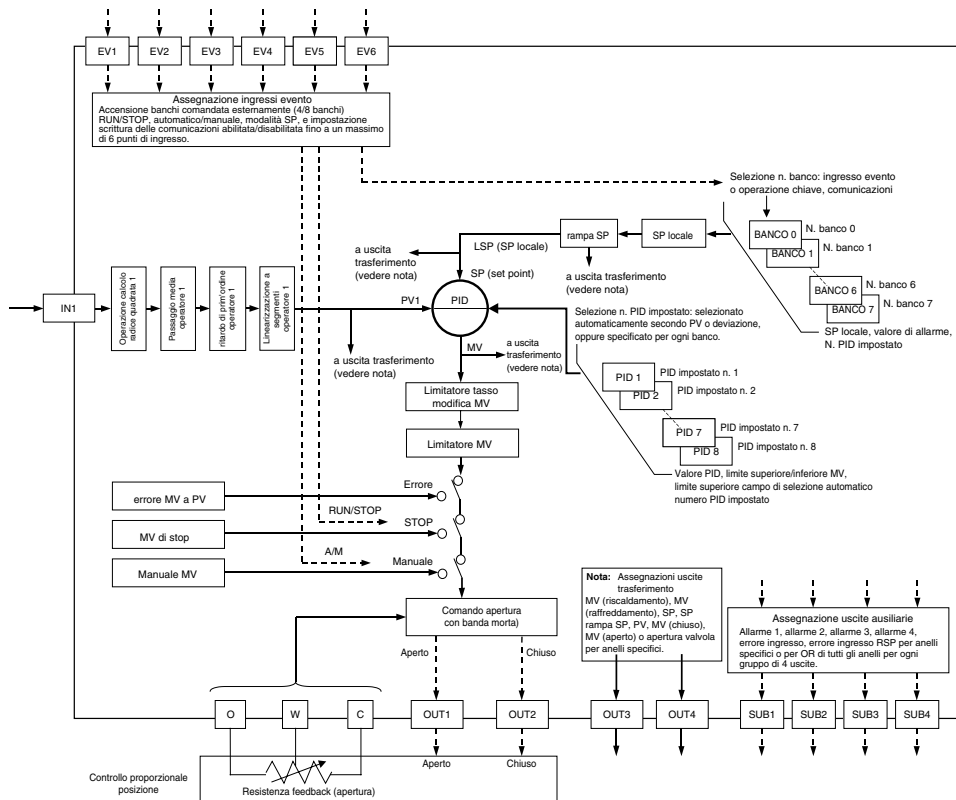 EV1 EV2 EV3 EV4 EV5 EV6
Assegnazione ingressi evento
Accensione banchi comandata esternamente (4/8 banchi)
RUN/STOP, automatico/manuale, modalità SP, e impostazione
scrittura delle comunicazioni abilitata/disabilitata fino a un massimo
di 6 punti di ingresso.
Selezione n. banco: ingresso evento
o operazione chiave, comunicazioni
BANCO 0
N. banco 0
BANCO 1
N. banco 1
BANCO 6
N. banco 6
BANCO 7
N. banco 7
SP locale, valore di allarme,
N. PID impostato
rampa SP
SP locale
LSP (SP locale)
a uscita
trasferimento
(vedere nota)
a uscita trasferimento
(vedere nota)
SP (set point)
IN1
Operazione calcolo
radice quadrata 1
Passaggio media
operatore 1
ritardo di prim'ordine
operatore 1
Linearizzazione a
segmenti
operatore 1
PV1
PID
a uscita trasferimento
(vedere nota)
MV
a uscita
trasferimento
(vedere nota)
Selezione n. PID impostato: selezionato
automaticamente secondo PV o deviazione,
oppure specificato per ogni banco.
PID 1
PID impostato n. 1
PID 2
PID impostato n. 2
PID 7
PID impostato n. 7
PID 8
PID impostato n. 8
Valore PID, limite superiore/inferiore MV,
limite superiore campo di selezione automatico
numero PID impostato
Limitatore tasso
modifica MV
Limitatore MV
errore MV a PV
Errore
RUN/STOP
MV di stop
STOP
A/M
Manuale MV
Manuale
Comando apertura
con banda morta)
Aperto
Chiuso
Nota: Assegnazioni uscite
trasferimento
MV (riscaldamento), MV
(raffreddamento), SP, SP
rampa SP, PV, MV (chiuso),
MV (aperto) o apertura valvola
per anelli specifici.
Assegnazione uscite auxiliarie
Allarme 1, allarme 2, allarme 3, allarme 4,
errore ingresso, errore ingresso RSP per anelli
specifici o per OR di tutti gli anelli per ogni
gruppo di 4 uscite.
O W C OUT1 OUT2 OUT3 OUT4 SUB1 SUB2 SUB3 SUB4
Aperto
Chiuso
Controllo proporzionale
posizione
Resistenza feedback (apertura)